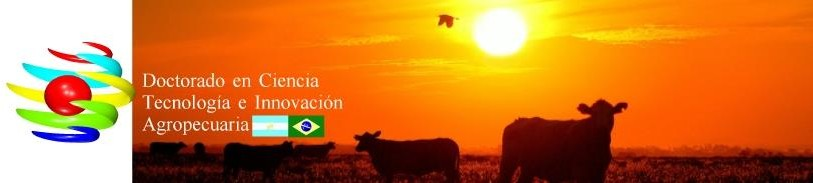 Doctorado en Ciencia
Tecnología e Innovación
Agropecuaria